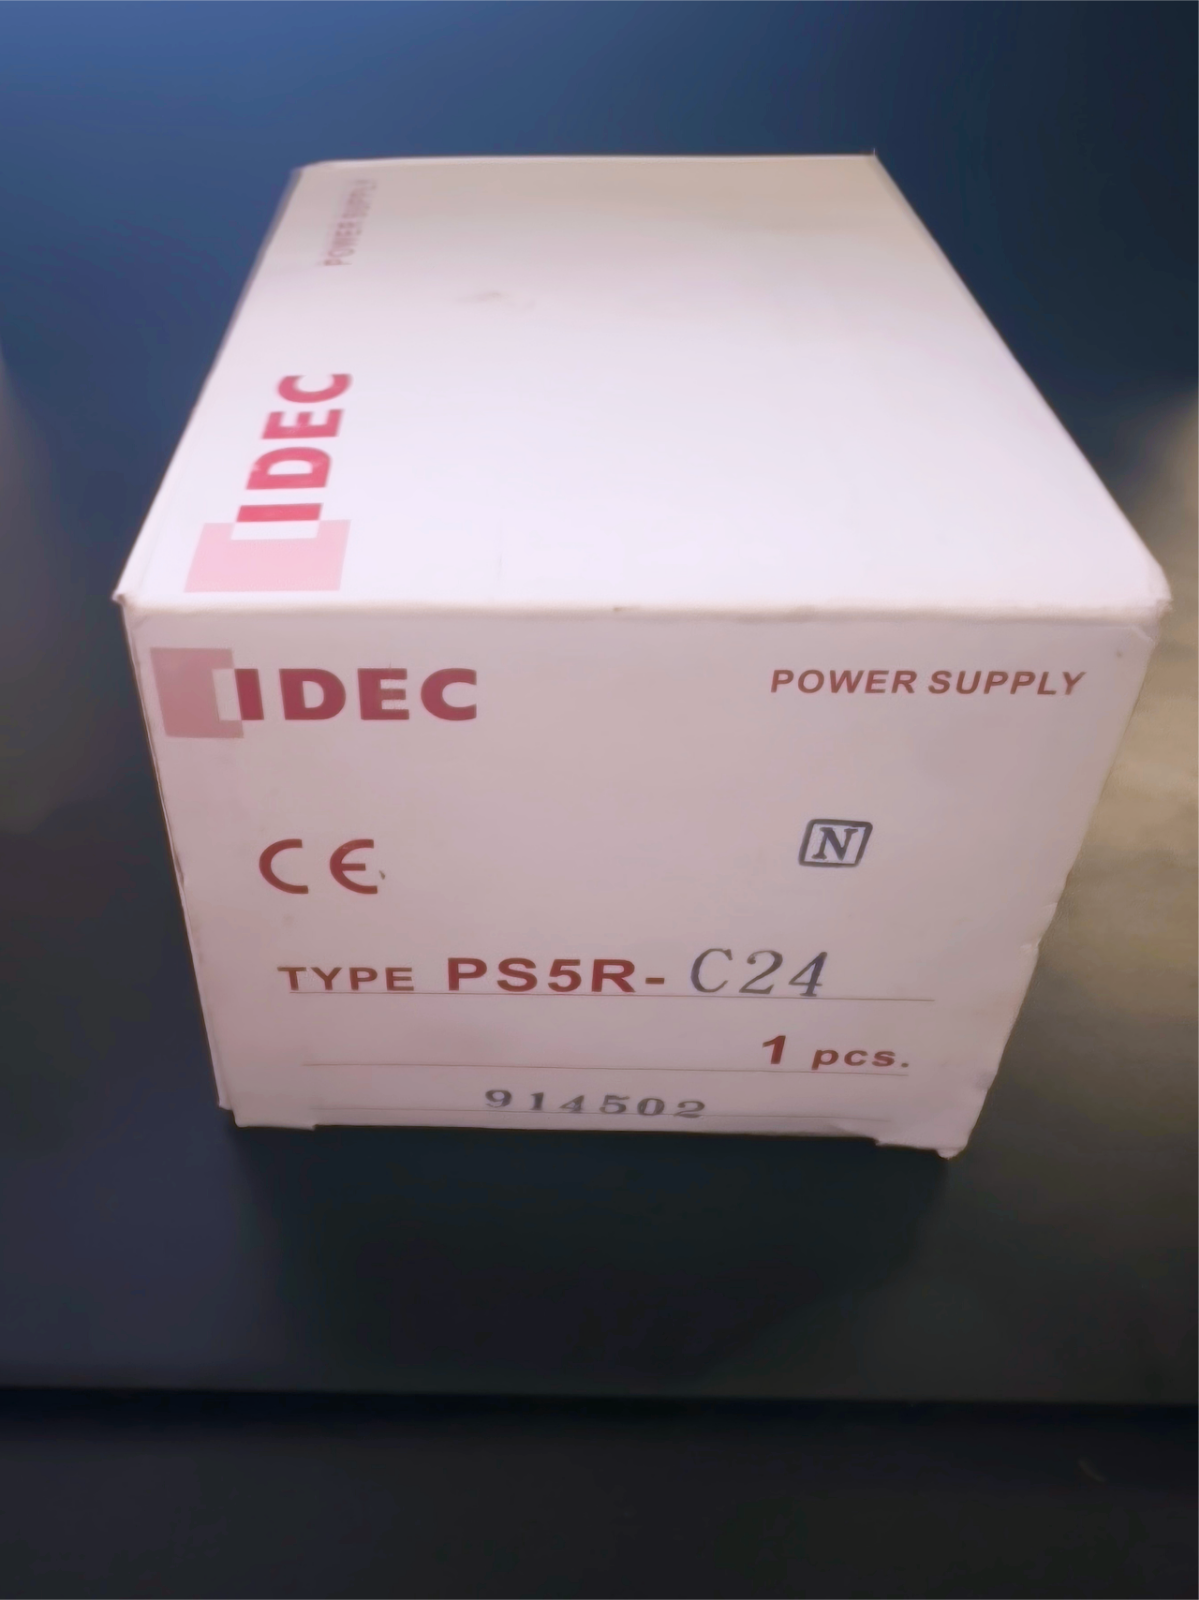 POWER SUPPLY
IDEC
IDEC
POWER SUPPLY
CE
N
TYPE PS5R- C24
1 pcs.
914502